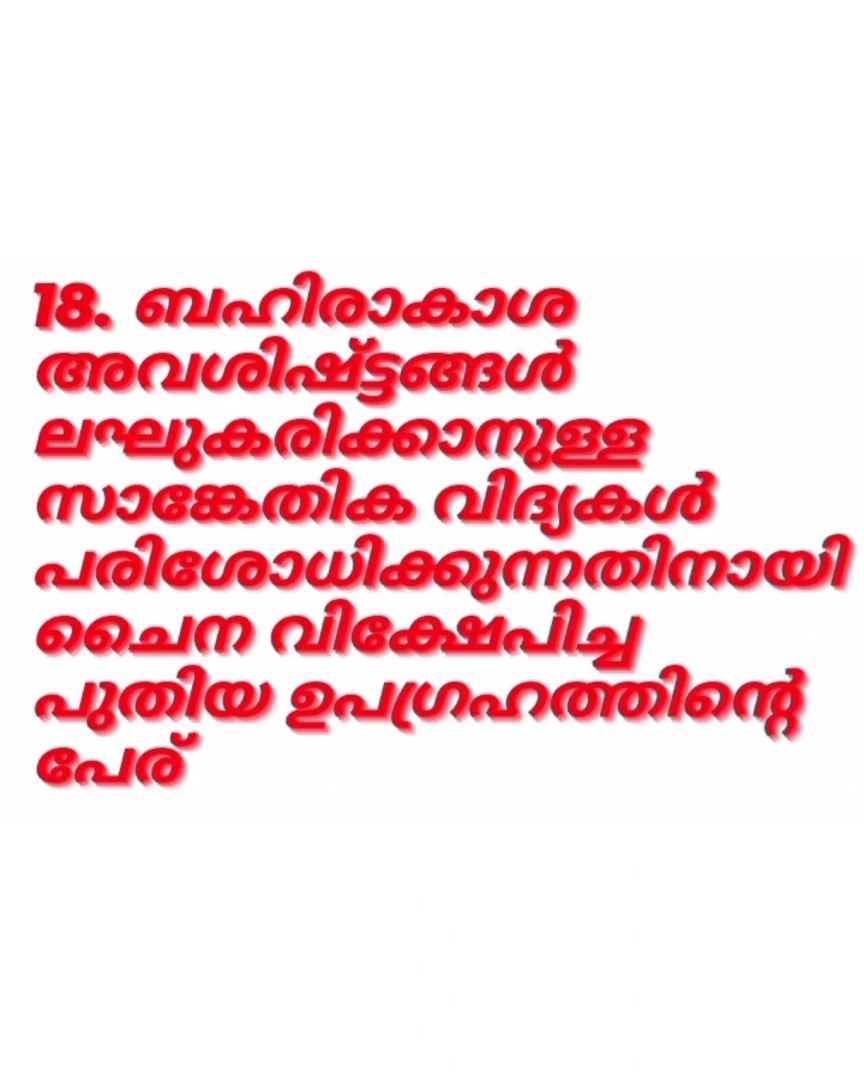 18. ബഹിരാകാശ
അവശിഷ്ട്ടങ്ങൾ
ലഘുകരിക്കാനുള്ള
സാങ്കേതിക വിദ്യകൾ
പരിശോധിക്കുന്നതിനായി
ചൈന വിക്ഷേപിച്ച
പുതിയ ഉപഗ്രഹത്തിന്റെ
പേര്